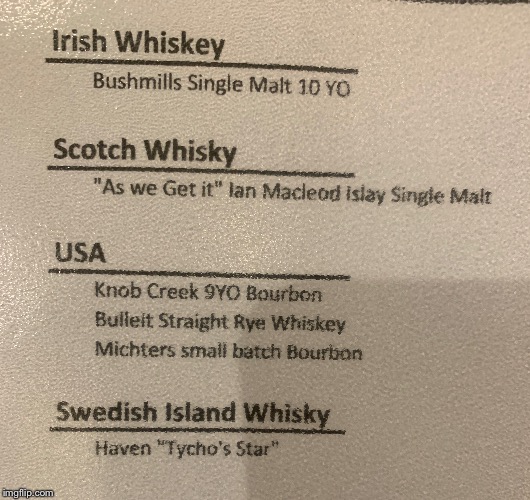 Irish Whiskey
Bushmills Single Malt 10 YO
Scotch Whisky
"As we Get it" Ian Macleod Islay Single Malt
USA
Knob Creek 9YO Bourbon
Bulleit Straight Rye Whiskey
Michters small batch Bourbon
Swedish Island Whisky
Haven "Tycho's Star"
imgflip.com